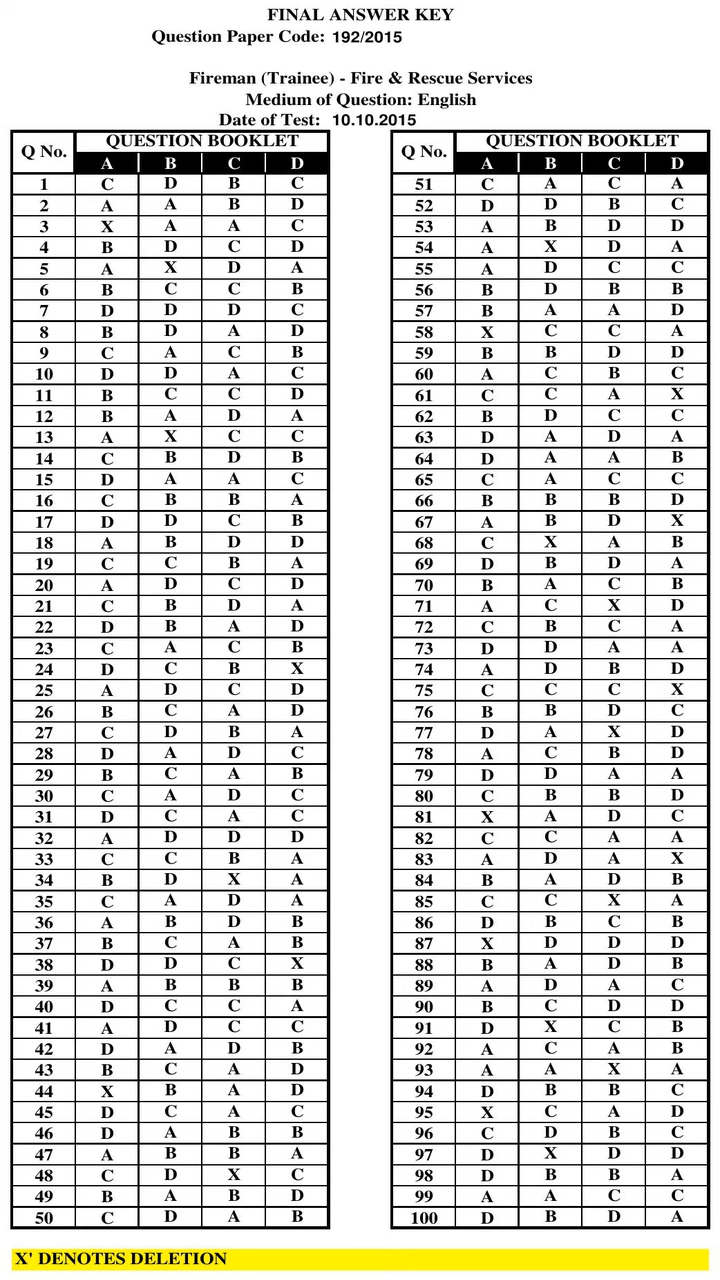 FINAL ANSWER KEY
Question Paper Code: 192/2015
Fireman (Trainee) - Fire & Rescue Services
Medium of Question: English
Date of Test: 10.10.2015
Q No. QUESTION BOOKLET
A B C D
1 C D B C
2 A A B D
3 X A A C
4 B D C D
5 A X D A
6 B C C B
7 D D D C
8 B D A D
9 C A C B
10 D D A C
11 B C C D
12 B A D A
13 A X C C
14 C B D B
15 D A A C
16 C B B A
17 D D C B
18 A B D D
19 C C B A
20 A D C D
21 C B D A
22 D B A D
23 C A C B
24 D C B X
25 A D C D
26 B C A D
27 C D B A
28 D A D C
29 B C A B
30 C A D C
31 D C A C
32 A D D D
33 C C B A
34 B D X A
35 C A D A
36 A B D B
37 B C A B
38 D D C X
39 A B B B
40 D C C A
41 A D C C
42 D A D B
43 B C A D
44 X B A D
45 D C A C
46 D A B B
47 A B B A
48 C D X C
49 B A B D
50 C D A B
Q No. QUESTION BOOKLET
A B C D
51 C A C A
52 D D B C
53 A B D D
54 A X D A
55 A D C C
56 B D B B
57 B A A D
58 X C C A
59 B B D D
60 A C B C
61 C C A X
62 B D C C
63 D A D A
64 D A A B
65 C A C C
66 B B B D
67 A B D X
68 C X A B
69 D B D A
70 B A C B
71 A C X D
72 C B C A
73 D D A A
74 A D B D
75 C C C X
76 B B D C
77 D A X D
78 A C B D
79 D D A A
80 C B B D
81 X A D C
82 C C A A
83 A D A X
84 B A D B
85 C C X A
86 D B C B
87 X D D D
88 B A D B
89 A D A C
90 B C D D
91 D X C B
92 A C A B
93 A A X A
94 D B B C
95 X C A D
96 C D B C
97 D X D D
98 D B B A
99 A A C C
100 D B D A
X' DENOTES DELETION